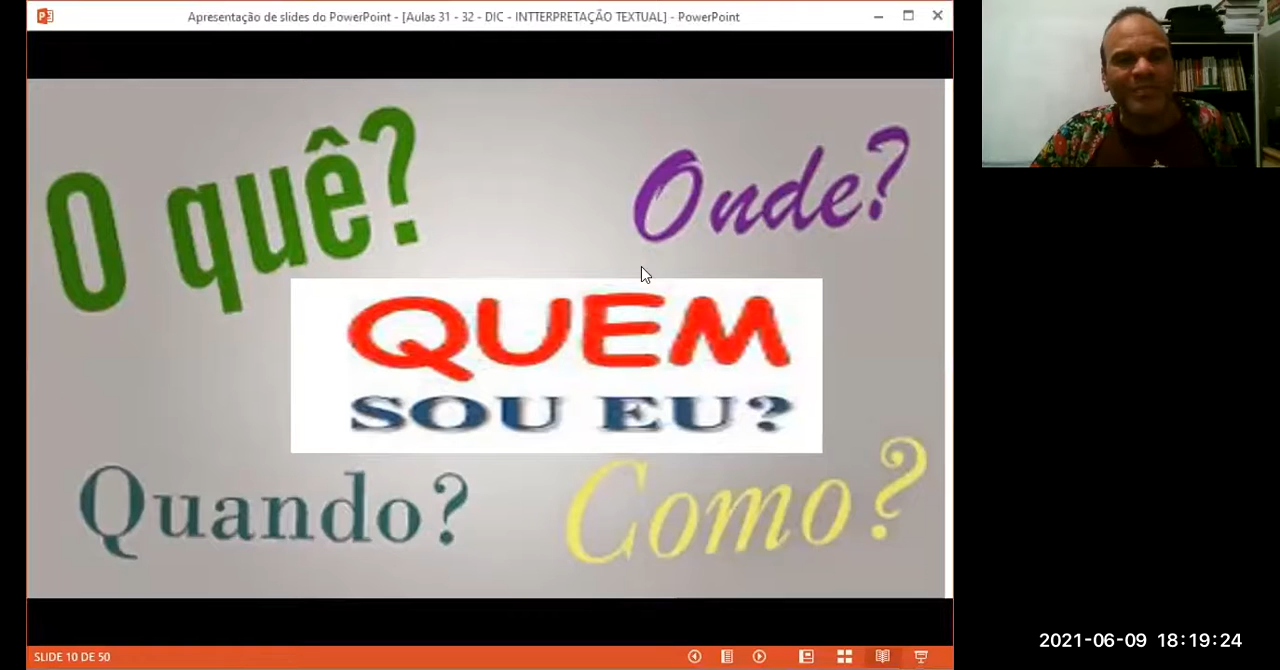 Apresentação de slides do PowerPoint - [Aulas 31 - 32 - DIC - INTTERPRETAÇÃO TEXTUAL] - PowerPoint
O quê?
Onde?
QUEM
SOU EU?
Quando?
Como?
SLIDE 10 DE 50
2021-06-09 18:19:24